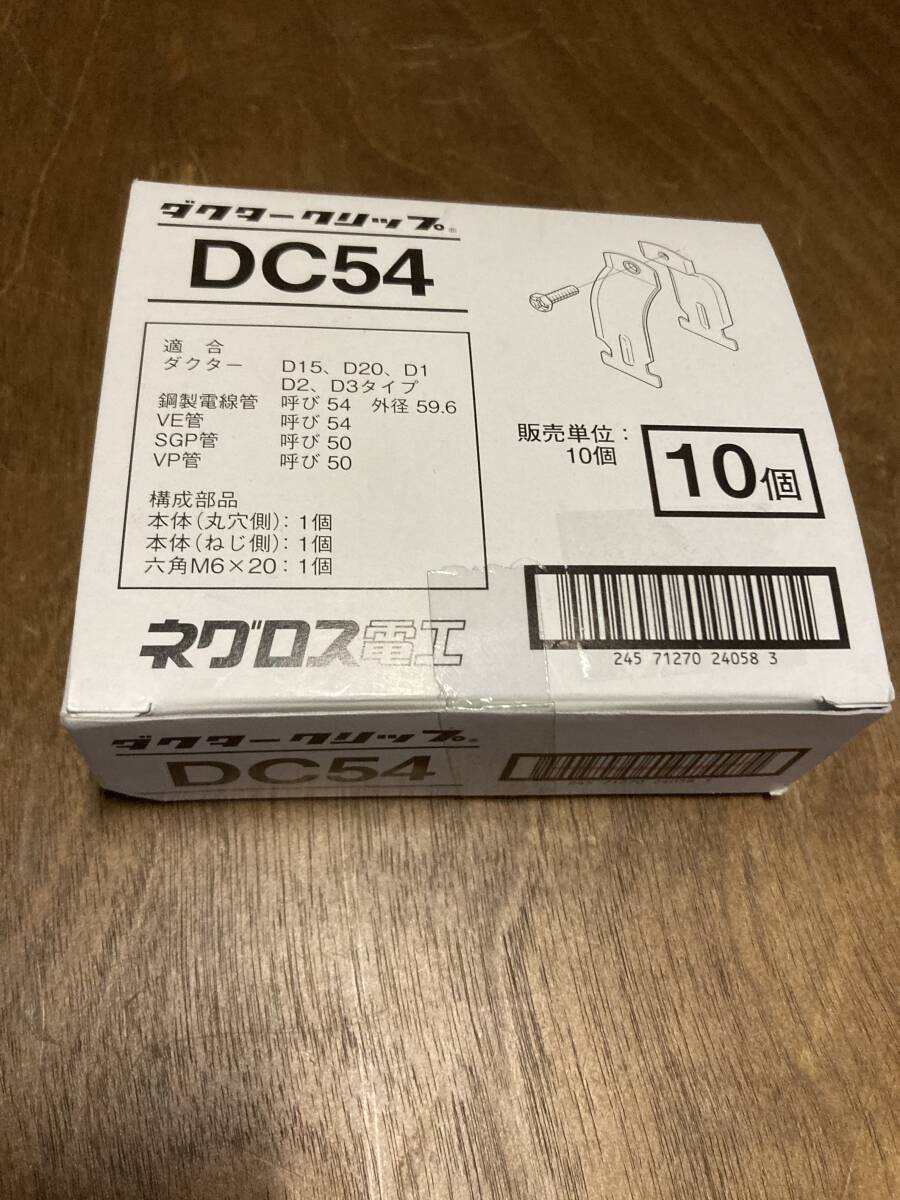 ダクタークリップ®
DC54
適合
ダクター D15、D20、D1
D2、D3タイプ
鋼製電線管 呼び 54 外径 59.6
VE管 呼び 54
SGP管 呼び 50
VP管 呼び 50
構成部品
本体(丸穴側):1個
本体(ねじ側):1個
六角M6×20:1個
販売単位:
10個
10個
ネグロス電工
245 71270 24058 3
ダクタークリップ®
DC54